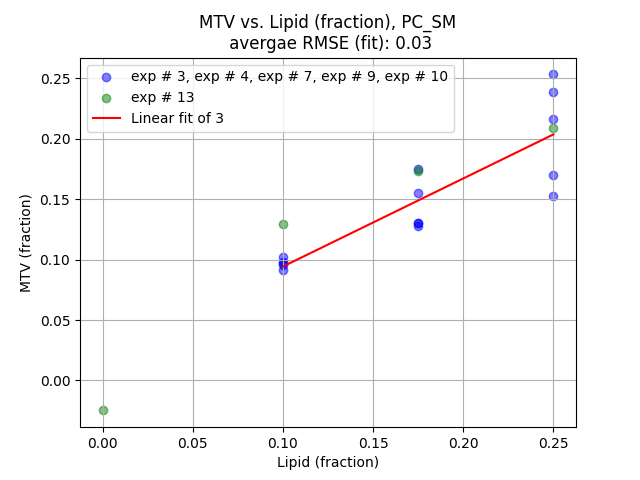 MTV vs. Lipid (fraction), PC_SM
avergae RMSE (fit): 0.03
exp # 3, exp # 4, exp # 7, exp # 9, exp # 10
exp # 13
Linear fit of 3
0.25
0.20
0.15
0.10
0.05
0.00
MTV (fraction)
0.00 0.05 0.10 0.15 0.20 0.25
Lipid (fraction)